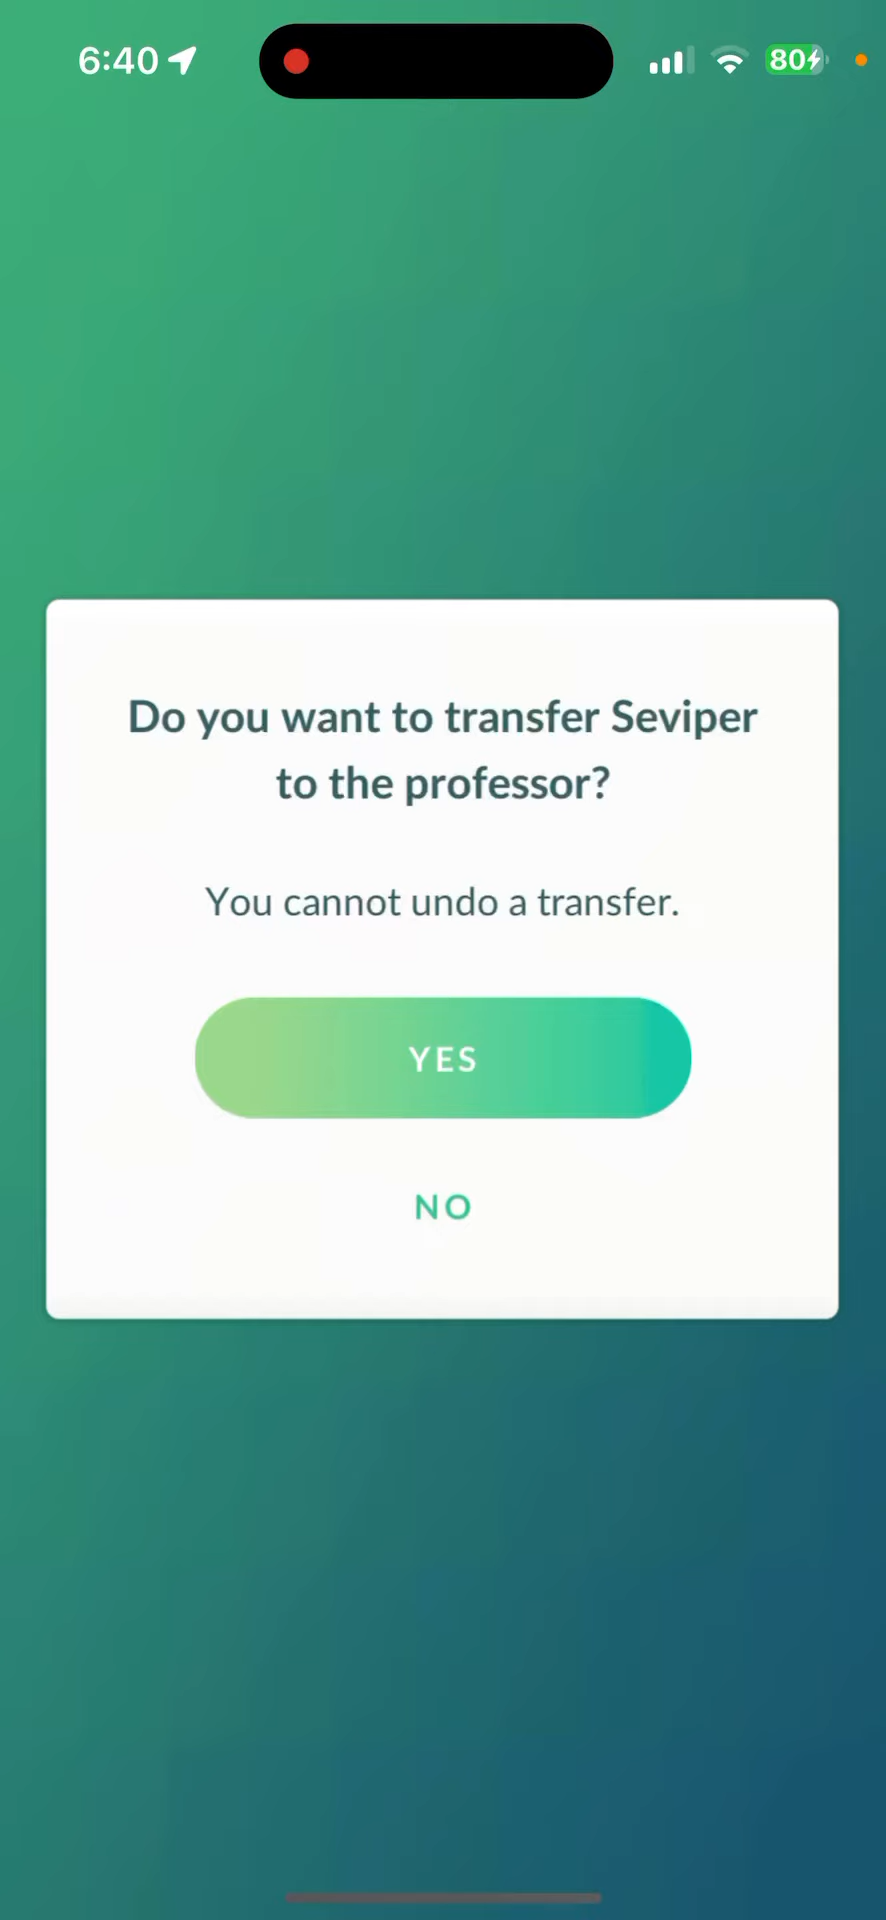 6:40
80
Do you want to transfer Seviper
to the professor?
You cannot undo a transfer.
YES
NO